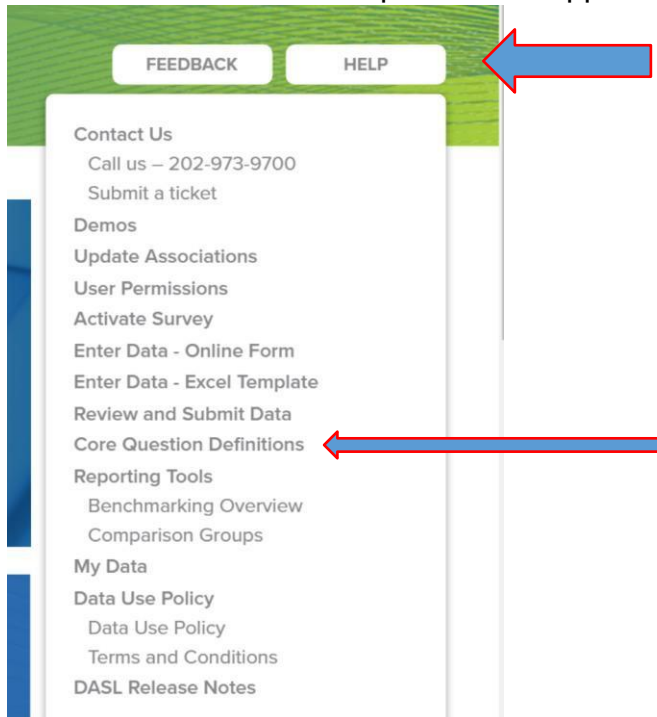 FEEDBACK HELP
Contact Us
Call us – 202-973-9700
Submit a ticket
Demos
Update Associations
User Permissions
Activate Survey
Enter Data - Online Form
Enter Data - Excel Template
Review and Submit Data
Core Question Definitions
Reporting Tools
Benchmarking Overview
Comparison Groups
My Data
Data Use Policy
Data Use Policy
Terms and Conditions
DASL Release Notes